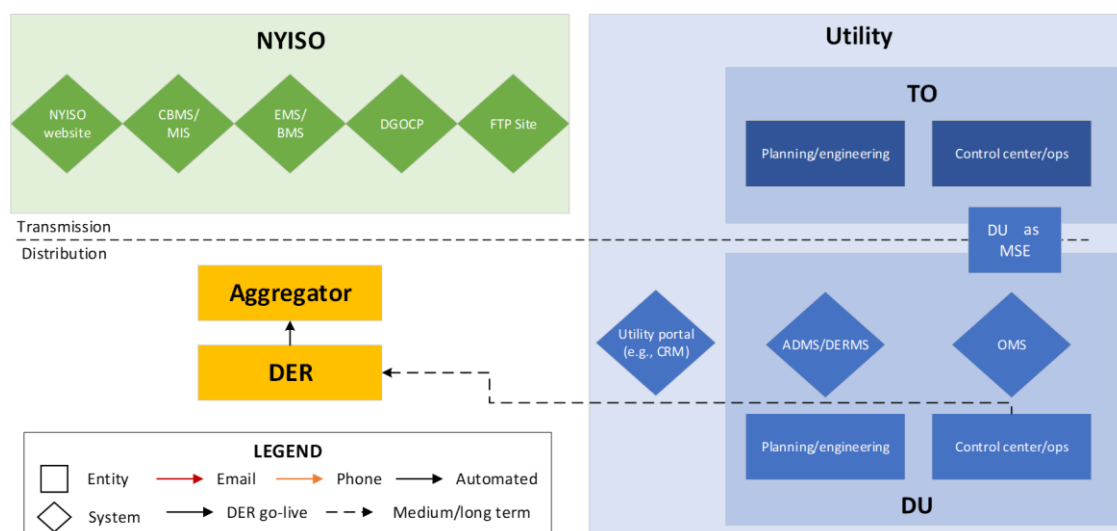 NYISO
NYISO
website
CBMS/
MIS
EMS/
BMS
DGOCP
FTP Site
Utility
TO
Planning/engineering
Control center/ops
Transmission
Distribution
DU as
MSE
Aggregator
DER
Utility portal
(e.g., CRM)
ADMS/DERMS
OMS
Planning/engineering
Control center/ops
DU
LEGEND
Entity
Email
Phone
Automated
System
DER go-live
Medium/long term